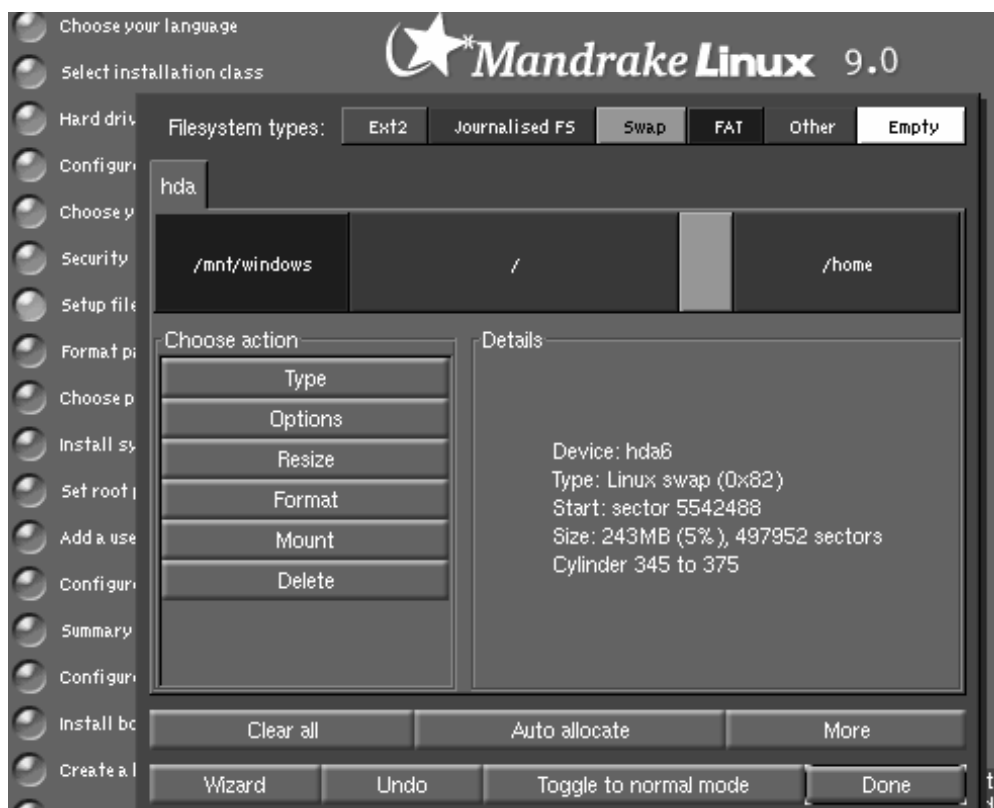 Choose your language
Select installation class
Mandrake Linux 9.0
Hard driv
Configur
Choose y
Security
Setup file
Format p
Choose p
Install sy
Set root
Add a use
Configur
Summary
Configur
Install bo
Create a l
Filesystem types: Ext2 Journalised FS Swap FAT Other Empty
hda
/mnt/windows / /home
Choose action
Type
Options
Resize
Format
Mount
Delete
Details
Device: hda6
Type: Linux swap (0x82)
Start: sector 5542488
Size: 243MB (5%), 497952 sectors
Cylinder 345 to 375
Clear all Auto allocate More
Wizard Undo Toggle to normal mode Done